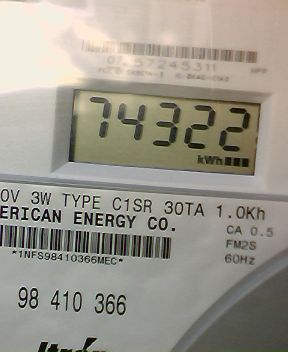 07 57245311
74322
kWh
0V 3W TYPE C1SR 30TA 1.0Kh
ERICAN ENERGY CO.
CA 0.5
FM2S
*1NFS98410366MEC*
60Hz
98 410 366
Itron